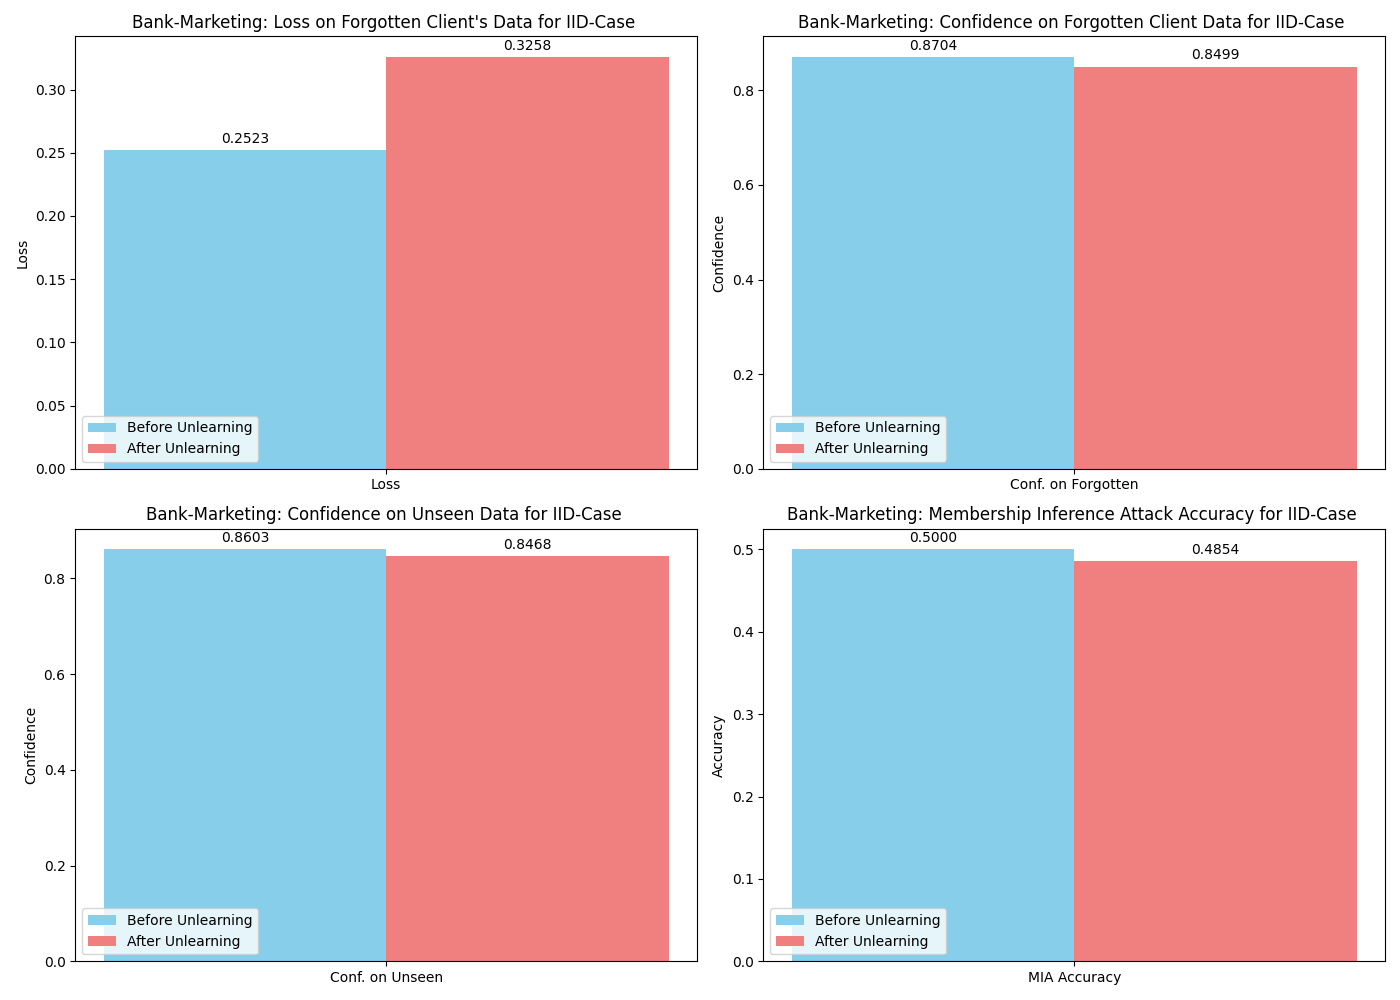 Bank-Marketing: Loss on Forgotten Client's Data for IID-Case
0.3258
0.2523
0.30
0.25
0.20
0.15
0.10
0.05
0.00
Loss
Before Unlearning
After Unlearning
Loss
Bank-Marketing: Confidence on Forgotten Client Data for IID-Case
0.8704
0.8499
0.8
0.6
0.4
0.2
0.0
Confidence
Before Unlearning
After Unlearning
Conf. on Forgotten
Bank-Marketing: Confidence on Unseen Data for IID-Case
0.8603
0.8468
0.8
0.6
0.4
0.2
0.0
Confidence
Before Unlearning
After Unlearning
Conf. on Unseen
Bank-Marketing: Membership Inference Attack Accuracy for IID-Case
0.5000
0.4854
0.5
0.4
0.3
0.2
0.1
0.0
Accuracy
Before Unlearning
After Unlearning
MIA Accuracy